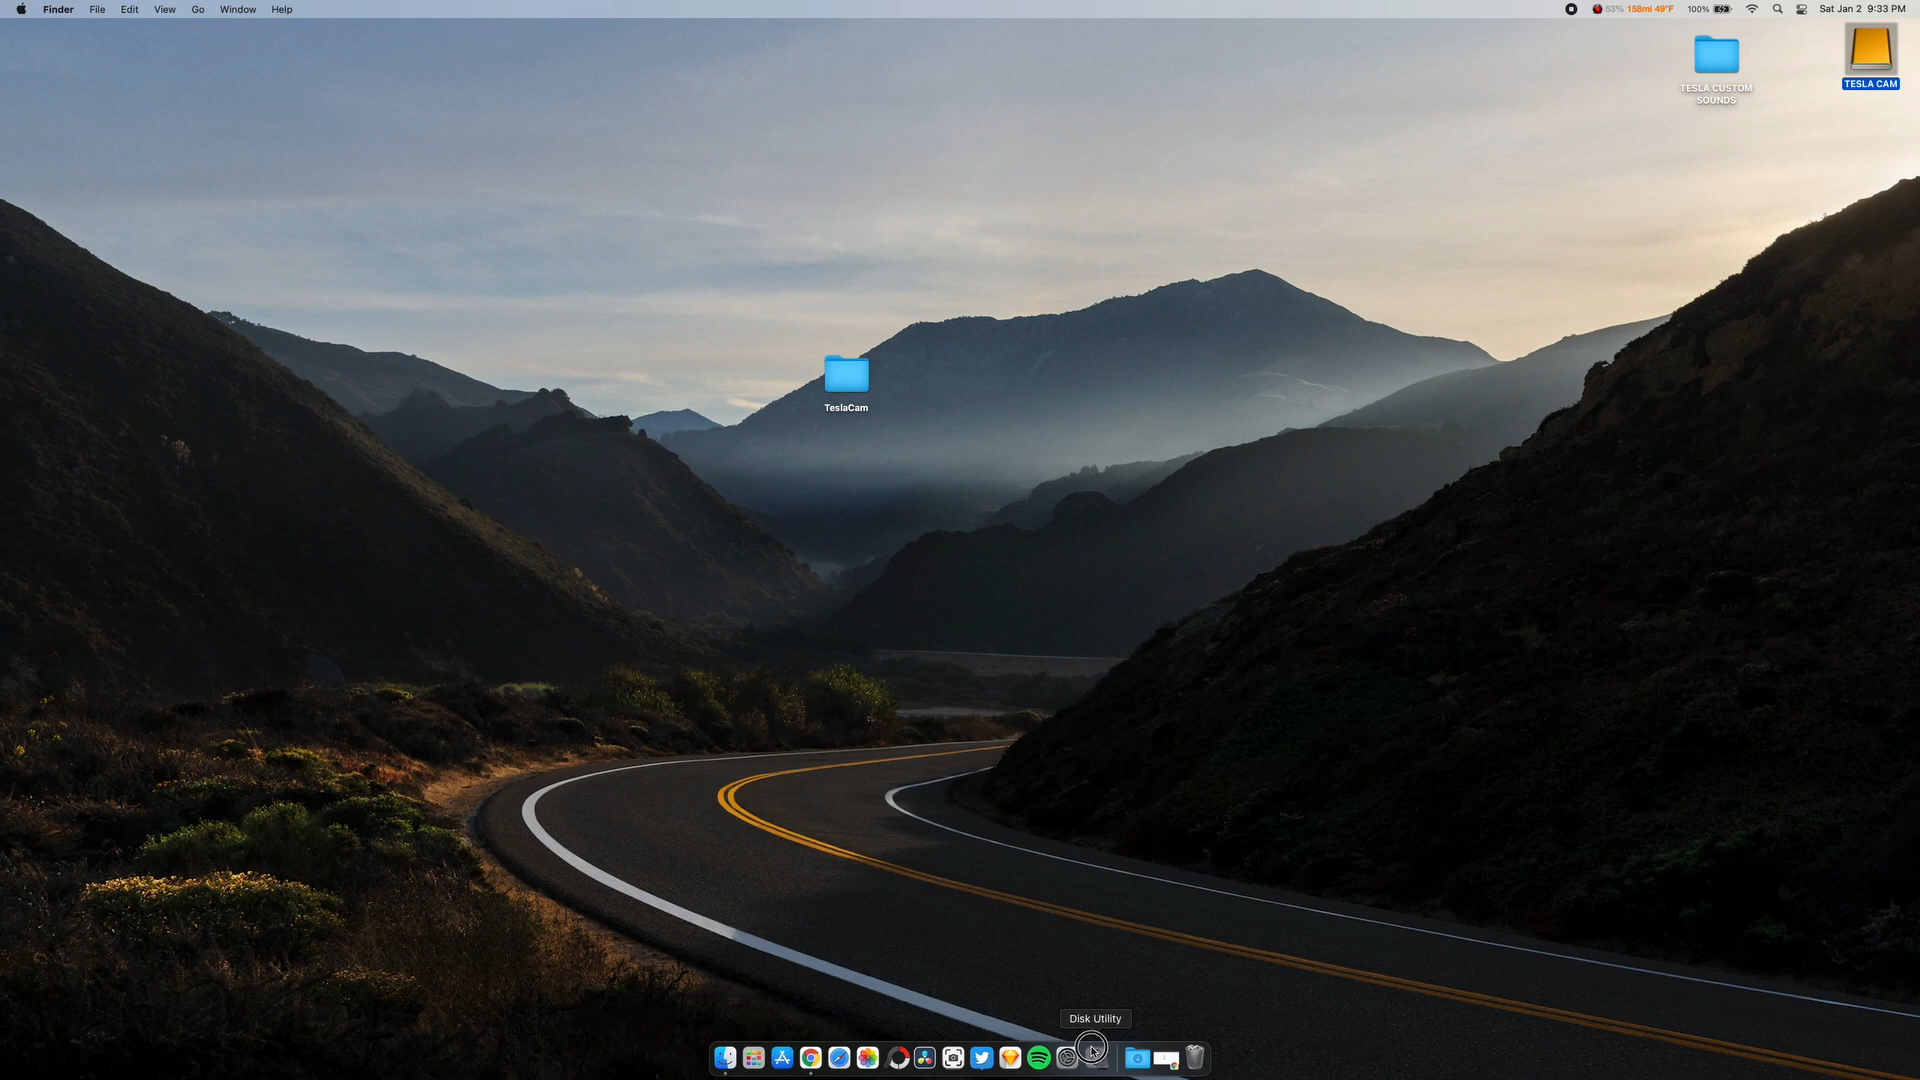 Finder File Edit View Go Window Help
53% 158mi 49°F 100% Sat Jan 2 9:33 PM
TESLA CUSTOM
SOUNDS
TESLA CAM
TeslaCam
Disk Utility